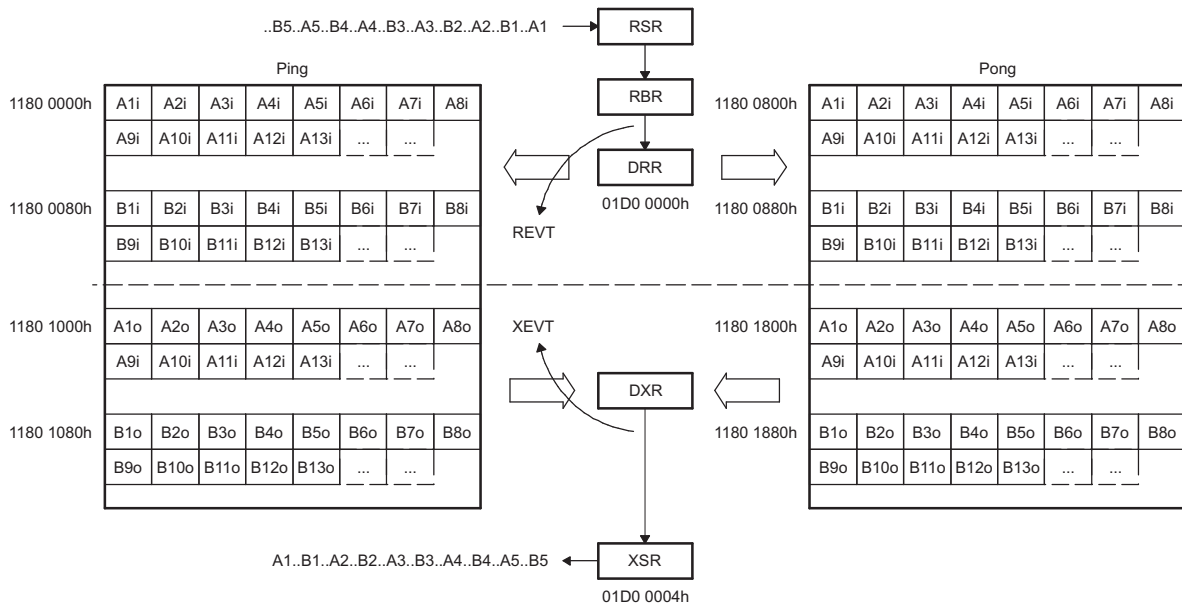 ..B5..A5..B4..A4..B3..A3..B2..A2..B1..A1
RSR
Ping
Pong
RBR
1180 0000h
A1i A2i A3i A4i A5i A6i A7i A8i
A9i A10i A11i A12i A13i ... ...
1180 0800h
A1i A2i A3i A4i A5i A6i A7i A8i
A9i A10i A11i A12i A13i ... ...
DRR
01D0 0000h
REVT
1180 0080h
B1i B2i B3i B4i B5i B6i B7i B8i
B9i B10i B11i B12i B13i ... ...
1180 0880h
B1i B2i B3i B4i B5i B6i B7i B8i
B9i B10i B11i B12i B13i ... ...
1180 1000h
A1o A2o A3o A4o A5o A6o A7o A8o
A9i A10i A11i A12i A13i ... ...
XEVT
1180 1800h
A1o A2o A3o A4o A5o A6o A7o A8o
A9i A10i A11i A12i A13i ... ...
DXR
1180 1080h
B1o B2o B3o B4o B5o B6o B7o B8o
B9o B10o B11o B12o B13o ... ...
1180 1880h
B1o B2o B3o B4o B5o B6o B7o B8o
B9o B10o B11o B12o B13o ... ...
A1..B1..A2..B2..A3..B3..A4..B4..A5..B5
XSR
01D0 0004h